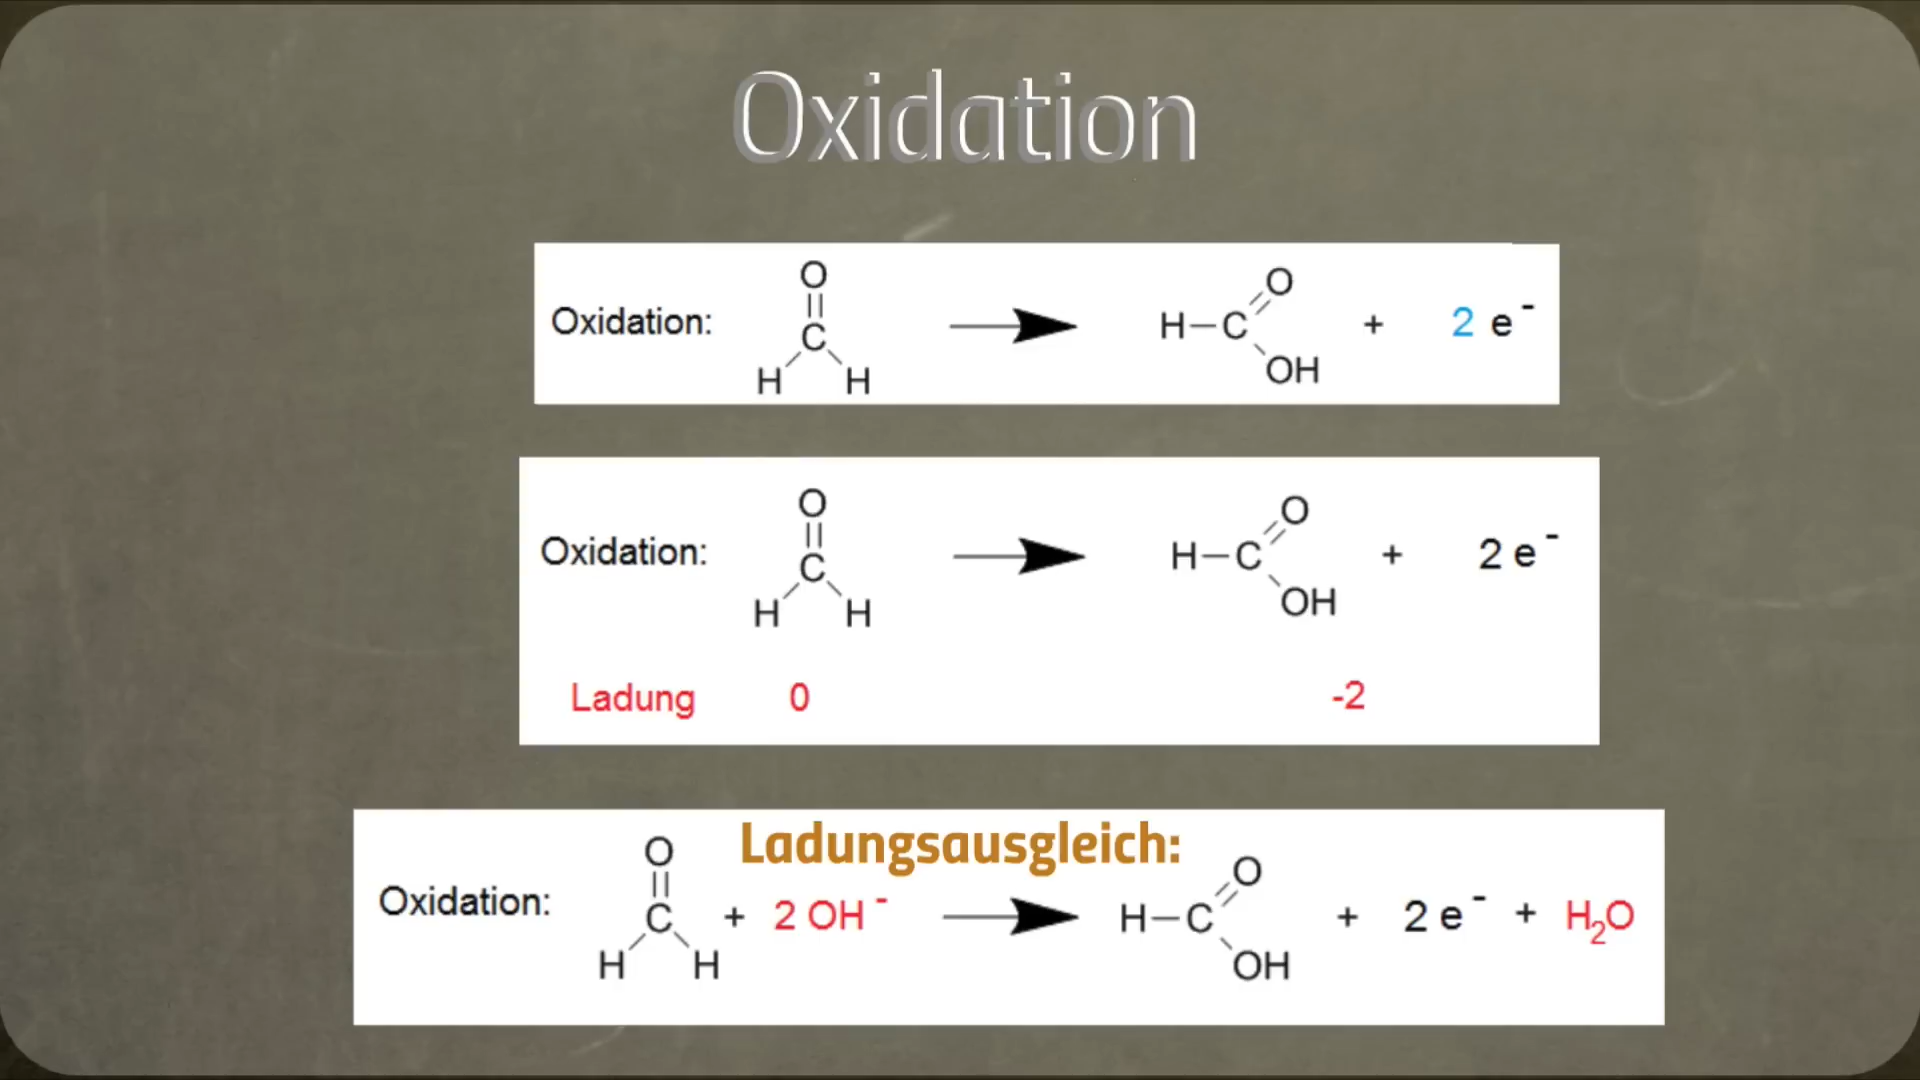 Oxidation
Oxidation: O C H H H–C O OH + 2 e⁻
Oxidation: O C H H H–C O OH + 2 e⁻
Ladung 0 -2
Ladungsausgleich:
Oxidation: O C H H + 2 OH⁻ H–C O OH + 2 e⁻ + H₂O